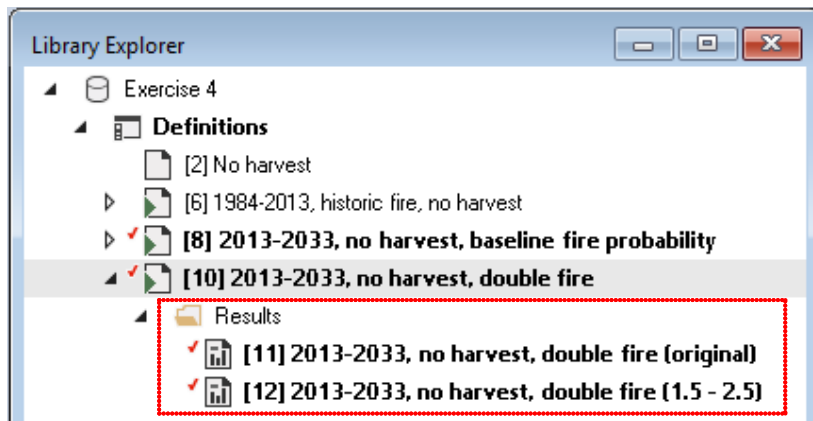 Library Explorer
Exercise 4
Definitions
[2] No harvest
[6] 1984-2013, historic fire, no harvest
[8] 2013-2033, no harvest, baseline fire probability
[10] 2013-2033, no harvest, double fire
Results
[11] 2013-2033, no harvest, double fire (original)
[12] 2013-2033, no harvest, double fire (1.5 - 2.5)